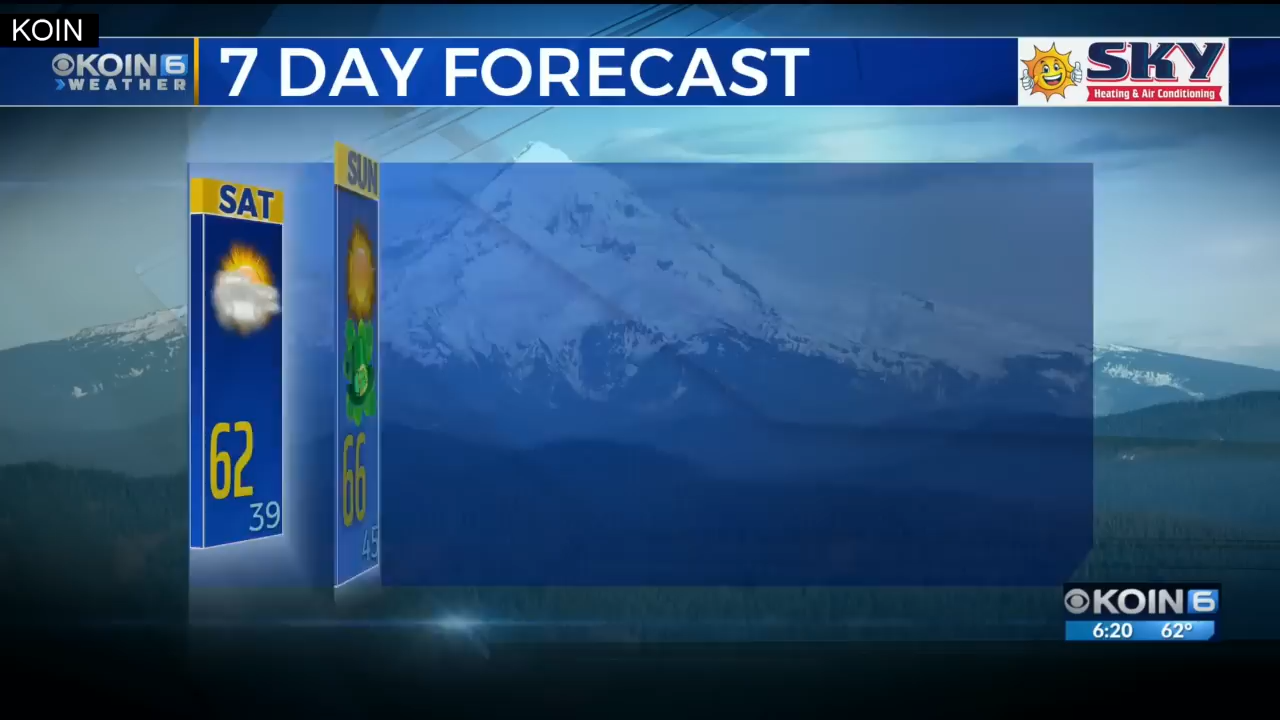 KOIN
KOIN 6
WEATHER
7 DAY FORECAST
SKY
Heating & Air Conditioning
SAT
62
39
SUN
66
45
KOIN 6
6:20 62°